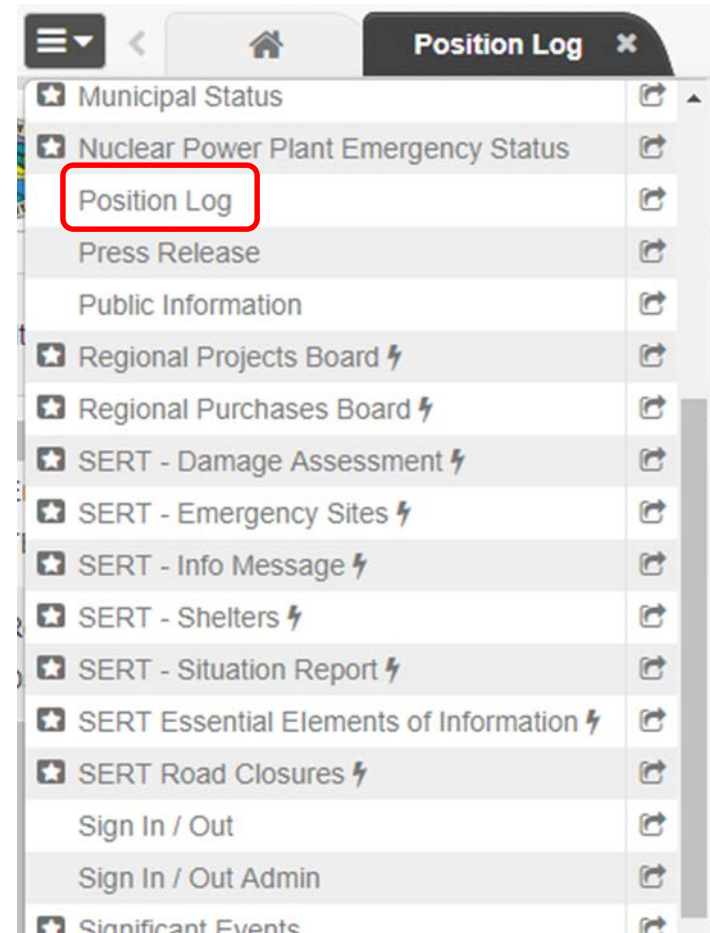 Position Log
Municipal Status
Nuclear Power Plant Emergency Status
Position Log
Press Release
Public Information
Regional Projects Board
Regional Purchases Board
SERT - Damage Assessment
SERT - Emergency Sites
SERT - Info Message
SERT - Shelters
SERT - Situation Report
SERT Essential Elements of Information
SERT Road Closures
Sign In / Out
Sign In / Out Admin
Significant Events